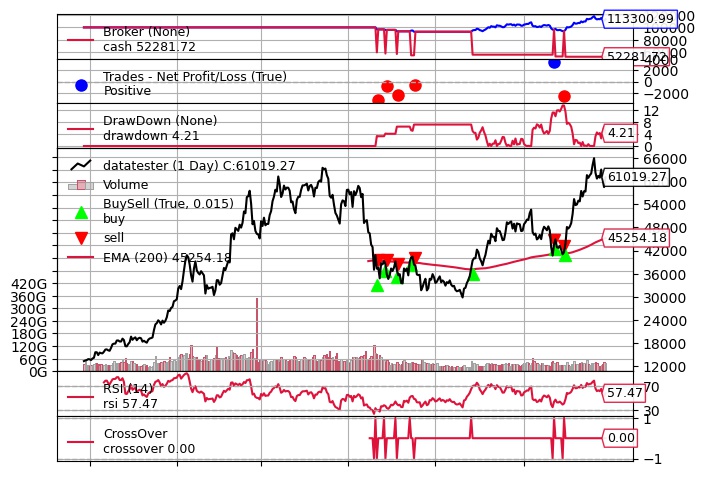 Broker (None)
cash 52281.72
113300.99
100000
80000
52281.72
Trades - Net Profit/Loss (True)
Positive
4000
2000
0
−2000
DrawDown (None)
drawdown 4.21
12
8
4.21
4
0
datatester (1 Day) C:61019.27
Volume
BuySell (True, 0.015)
buy
sell
EMA (200) 45254.18
66000
61019.27
54000
48000
45254.18
42000
36000
30000
24000
18000
12000
420G
360G
300G
240G
180G
120G
60G
0G
RSI (14)
rsi 57.47
70
57.47
30
CrossOver
crossover 0.00
1
0.00
−1